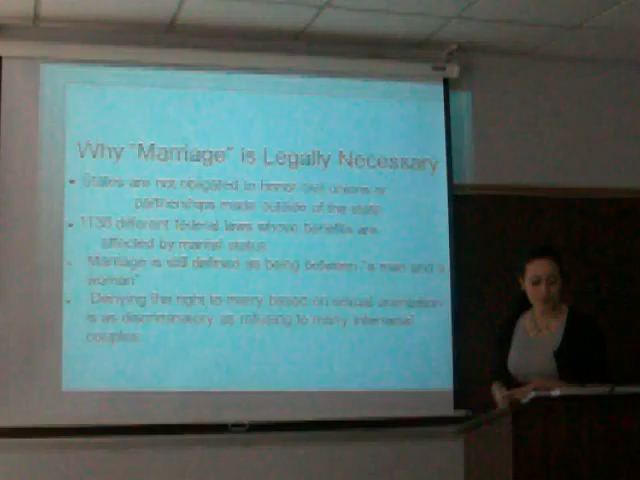 Why "Marriage" is Legally Necessary
• States are not obligated to honor civil unions or
partnerships made outside of the state
• 1138 different federal laws whose benefits are
affected by marital status
• Marriage is still defined as being between "a man and a
woman"
• Denying the right to marry based on sexual orientation
is as discriminatory as refusing to marry interracial
couples